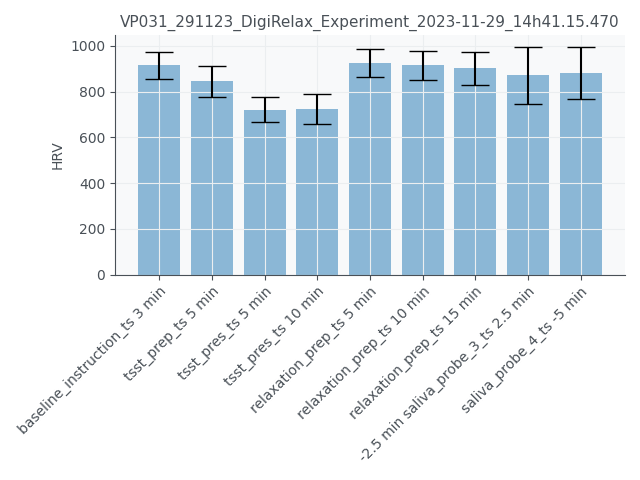 VP031_291123_DigiRelax_Experiment_2023-11-29_14h41.15.470
1000
800
600
400
200
0
HRV
baseline_instruction_ts 3 min
tsst_prep_ts 5 min
tsst_pres_ts 5 min
tsst_pres_ts 10 min
relaxation_prep_ts 5 min
relaxation_prep_ts 10 min
relaxation_prep_ts 15 min
-2.5 min saliva_probe_3_ts 2.5 min
saliva_probe_4_ts -5 min